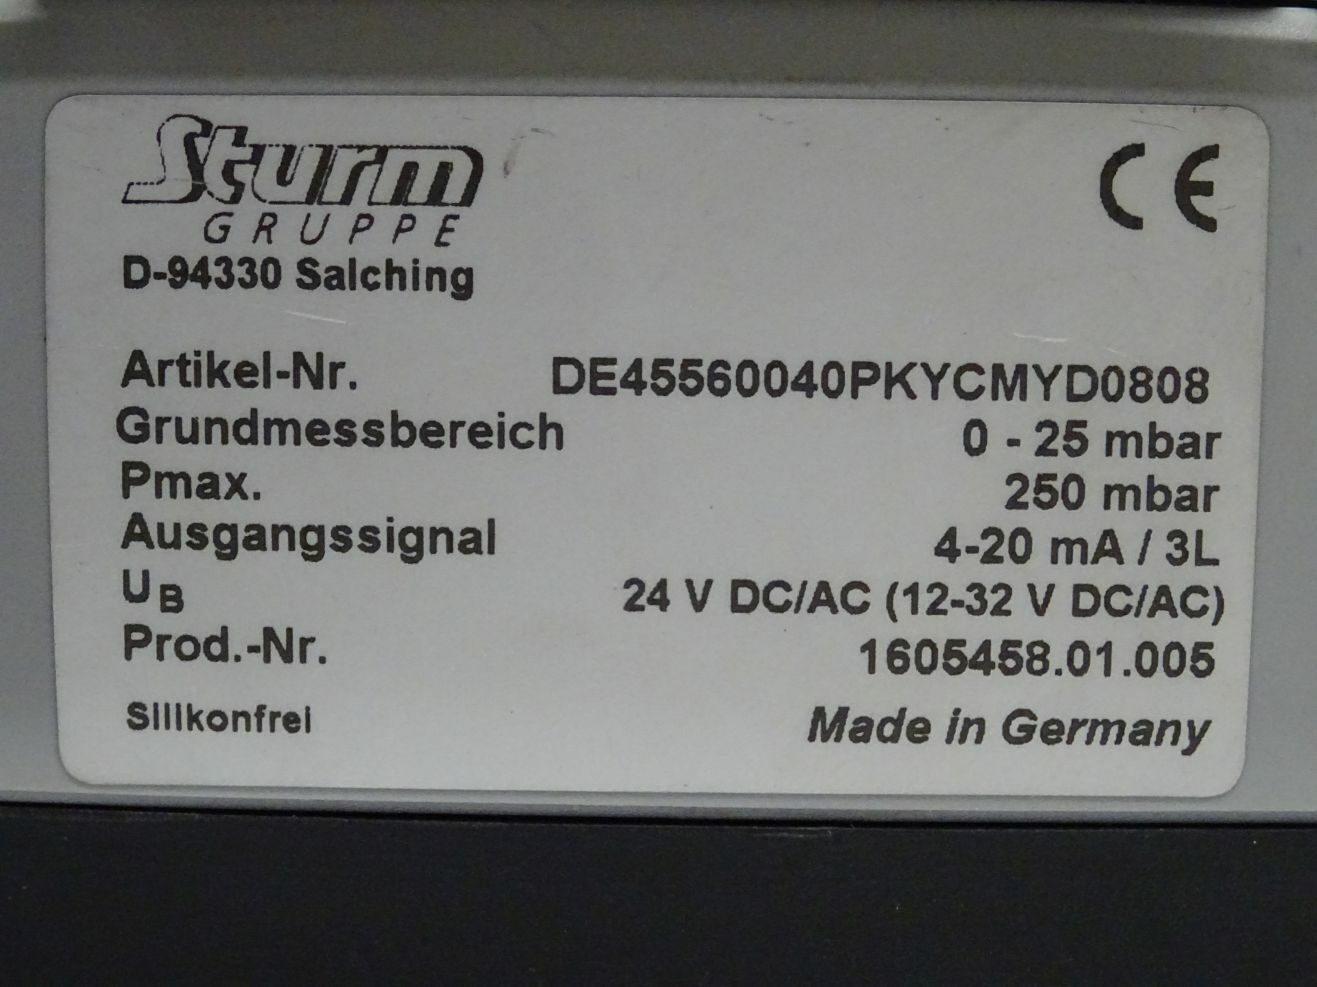 Sturm
GRUPPE
D-94330 Salching
CE
Artikel-Nr. DE45560040PKYCMYD0808
Grundmessbereich 0 - 25 mbar
Pmax. 250 mbar
Ausgangssignal 4-20 mA / 3L
UB 24 V DC/AC (12-32 V DC/AC)
Prod.-Nr. 1605458.01.005
Silikonfrei Made in Germany